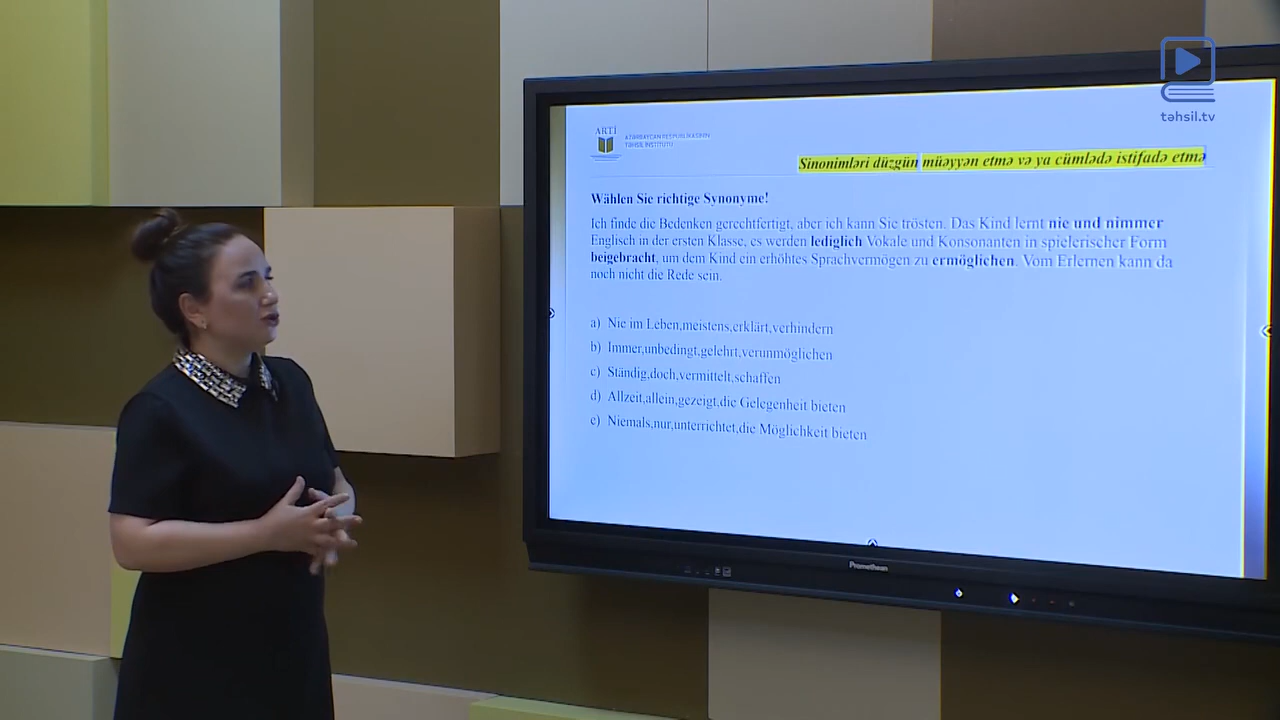 təhsil.tv
ARTİ
AZƏRBAYCAN RESPUBLİKASININ
TƏHSİL İNSTİTUTU
Sinonimləri düzgün müəyyən etmə və ya cümlədə istifadə etmə
Wählen Sie richtige Synonyme!
Ich finde die Bedenken gerechtfertigt, aber ich kann Sie trösten. Das Kind lernt nie und nimmer
Englisch in der ersten Klasse, es werden lediglich Vokale und Konsonanten in spielerischer Form
beigebracht, um dem Kind ein erhöhtes Sprachvermögen zu ermöglichen. Vom Erlernen kann da
noch nicht die Rede sein.
a) Nie im Leben,meistens,erklärt,verhindern
b) Immer,unbedingt,gelehrt,verunmöglichen
c) Ständig,doch,vermittelt,schaffen
d) Allzeit,allein,gezeigt,die Gelegenheit bieten
e) Niemals,nur,unterrichtet,die Möglichkeit bieten
Promethean